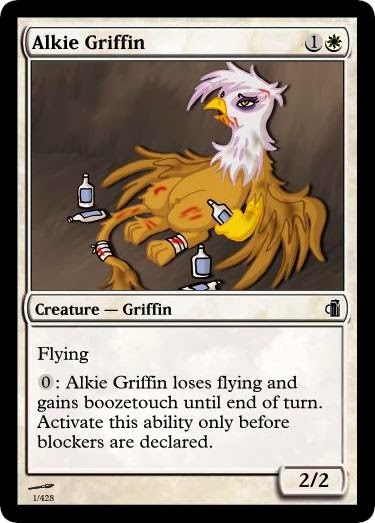 Alkie Griffin 1
Creature — Griffin
Flying
0: Alkie Griffin loses flying and
gains boozetouch until end of turn.
Activate this ability only before
blockers are declared.
2/2
1/428